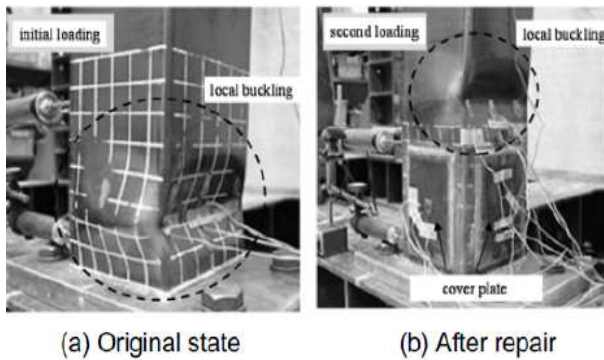 initial loading
local buckling
(a) Original state
second loading
local buckling
cover plate
(b) After repair